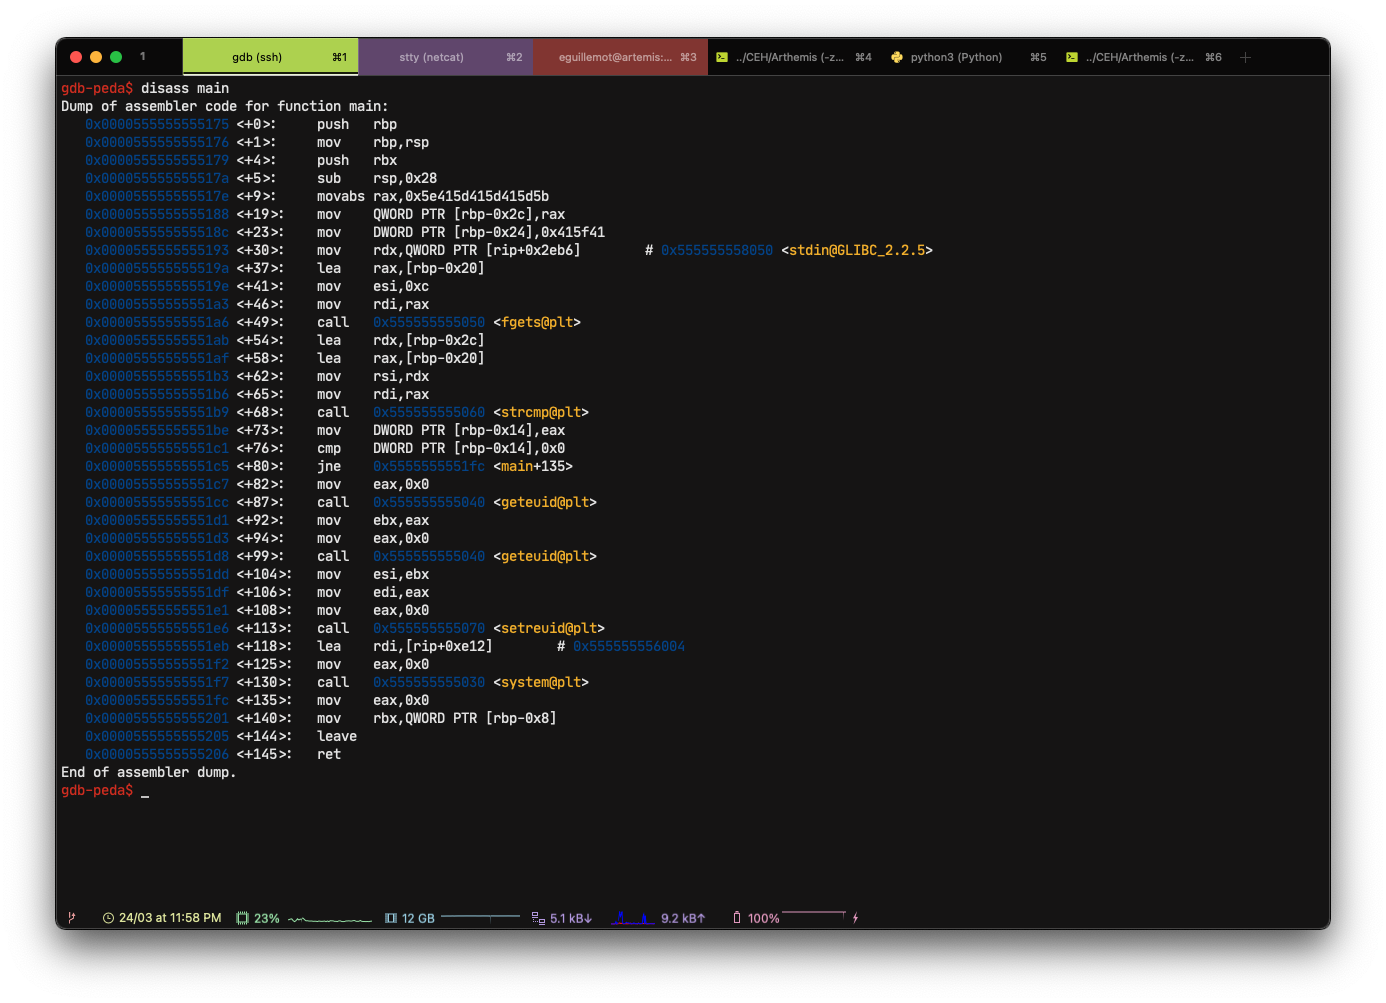 1 gdb (ssh) ⌘1 stty (netcat) ⌘2 eguillemot@artemis:... ⌘3 ../CEH/Arthemis (-z... ⌘4 python3 (Python) ⌘5 ../CEH/Arthemis (-z... ⌘6 +
gdb-peda$ disass main
Dump of assembler code for function main:
0x0000555555555175 <+0>: push rbp
0x0000555555555176 <+1>: mov rbp,rsp
0x0000555555555179 <+4>: push rbx
0x000055555555517a <+5>: sub rsp,0x28
0x000055555555517e <+9>: movabs rax,0x5e415d415d415d5b
0x0000555555555188 <+19>: mov QWORD PTR [rbp-0x2c],rax
0x000055555555518c <+23>: mov DWORD PTR [rbp-0x24],0x415f41
0x0000555555555193 <+30>: mov rdx,QWORD PTR [rip+0x2eb6] # 0x555555558050 <stdin@GLIBC_2.2.5>
0x000055555555519a <+37>: lea rax,[rbp-0x20]
0x000055555555519e <+41>: mov esi,0xc
0x00005555555551a3 <+46>: mov rdi,rax
0x00005555555551a6 <+49>: call 0x555555555050 <fgets@plt>
0x00005555555551ab <+54>: lea rdx,[rbp-0x2c]
0x00005555555551af <+58>: lea rax,[rbp-0x20]
0x00005555555551b3 <+62>: mov rsi,rdx
0x00005555555551b6 <+65>: mov rdi,rax
0x00005555555551b9 <+68>: call 0x555555555060 <strcmp@plt>
0x00005555555551be <+73>: mov DWORD PTR [rbp-0x14],eax
0x00005555555551c1 <+76>: cmp DWORD PTR [rbp-0x14],0x0
0x00005555555551c5 <+80>: jne 0x5555555551fc <main+135>
0x00005555555551c7 <+82>: mov eax,0x0
0x00005555555551cc <+87>: call 0x555555555040 <geteuid@plt>
0x00005555555551d1 <+92>: mov ebx,eax
0x00005555555551d3 <+94>: mov eax,0x0
0x00005555555551d8 <+99>: call 0x555555555040 <geteuid@plt>
0x00005555555551dd <+104>: mov esi,ebx
0x00005555555551df <+106>: mov edi,eax
0x00005555555551e1 <+108>: mov eax,0x0
0x00005555555551e6 <+113>: call 0x555555555070 <setreuid@plt>
0x00005555555551eb <+118>: lea rdi,[rip+0xe12] # 0x555555556004
0x00005555555551f2 <+125>: mov eax,0x0
0x00005555555551f7 <+130>: call 0x555555555030 <system@plt>
0x00005555555551fc <+135>: mov eax,0x0
0x0000555555555201 <+140>: mov rbx,QWORD PTR [rbp-0x8]
0x0000555555555205 <+144>: leave
0x0000555555555206 <+145>: ret
End of assembler dump.
gdb-peda$ _
24/03 at 11:58 PM 23% 12 GB 5.1 kB↓ 9.2 kB↑ 100%